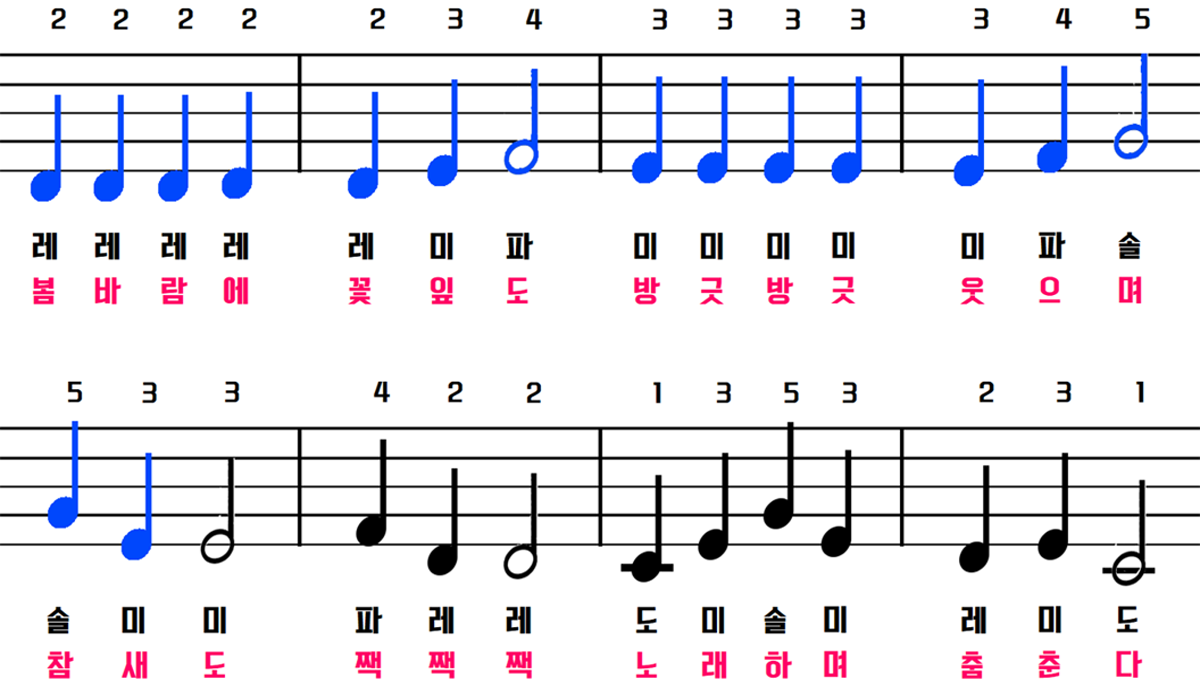 2 2 2 2 2 3 4 3 3 3 3 3 4 5
레 레 레 레 레 미 파 미 미 미 미 미 파 솔
봄 바 람 에 꽃 잎 도 방 긋 방 긋 웃 으 며
5 3 3 4 2 2 1 3 5 3 2 3 1
솔 미 미 파 레 레 도 미 솔 미 레 미 도
참 새 도 짹 짹 짹 노 래 하 며 춤 춘 다